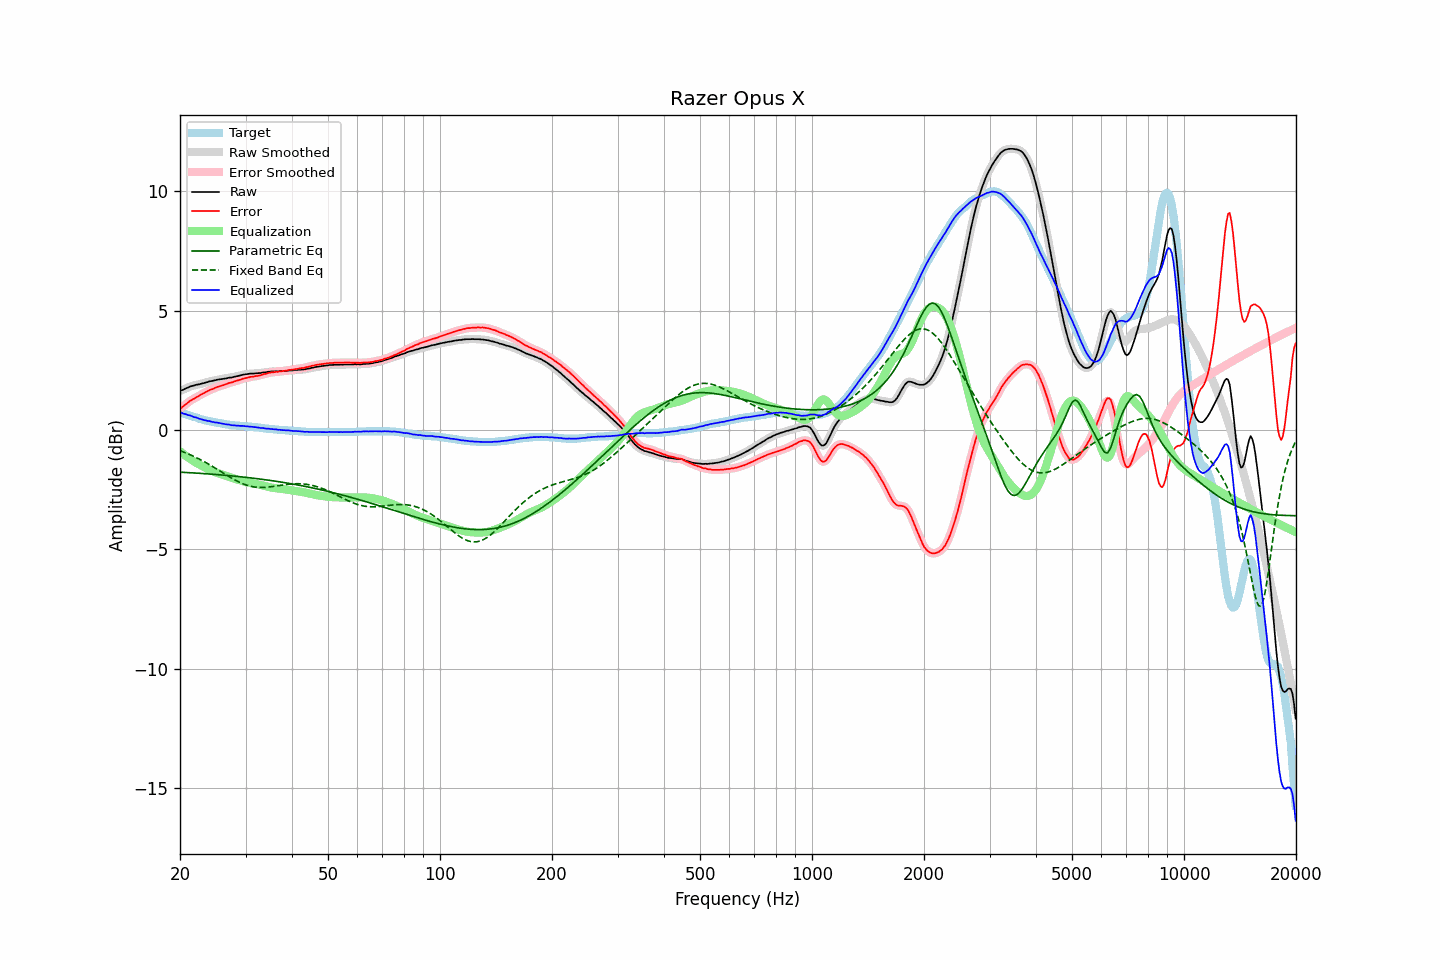 Razer Opus X
Target
Raw Smoothed
Error Smoothed
Raw
Error
Equalization
Parametric Eq
Fixed Band Eq
Equalized
10
5
0
−5
−10
−15
Amplitude (dBr)
20 50 100 200 500 1000 2000 5000 10000 20000
Frequency (Hz)